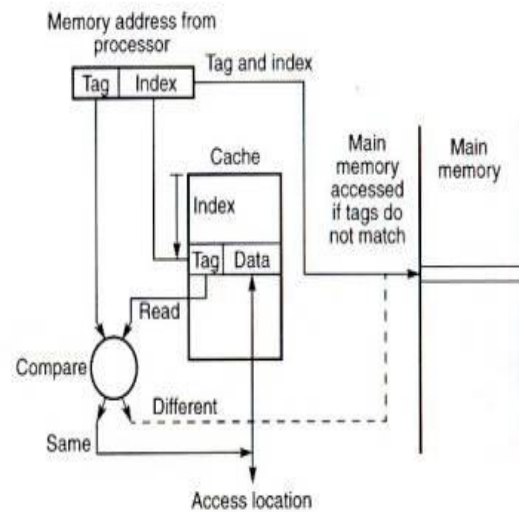 Memory address from
processor
Tag Index
Tag and index
Cache
Index
Tag Data
Main
memory
accessed
if tags do
not match
Main
memory
Read
Compare
Different
Same
Access location